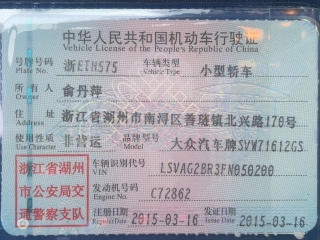 中华人民共和国机动车行驶证
Vehicle License of the People's Republic of China
号牌号码 浙ETH575 车辆类型 小型轿车
Plate No. Vehicle Type
所有人 俞丹萍
Owner
住址 浙江省湖州市南浔区善琏镇北兴路170号
Address
使用性质 非营运 品牌型号 大众汽车牌SVW71612GS
Use Character Model
浙江省湖州市公安局交通警察支队
车辆识别代号 LSVAG2BR3FN050200
VIN
发动机号码 C72862
Engine No.
注册日期 2015-03-16 发证日期 2015-03-16
Register Date Issue Date